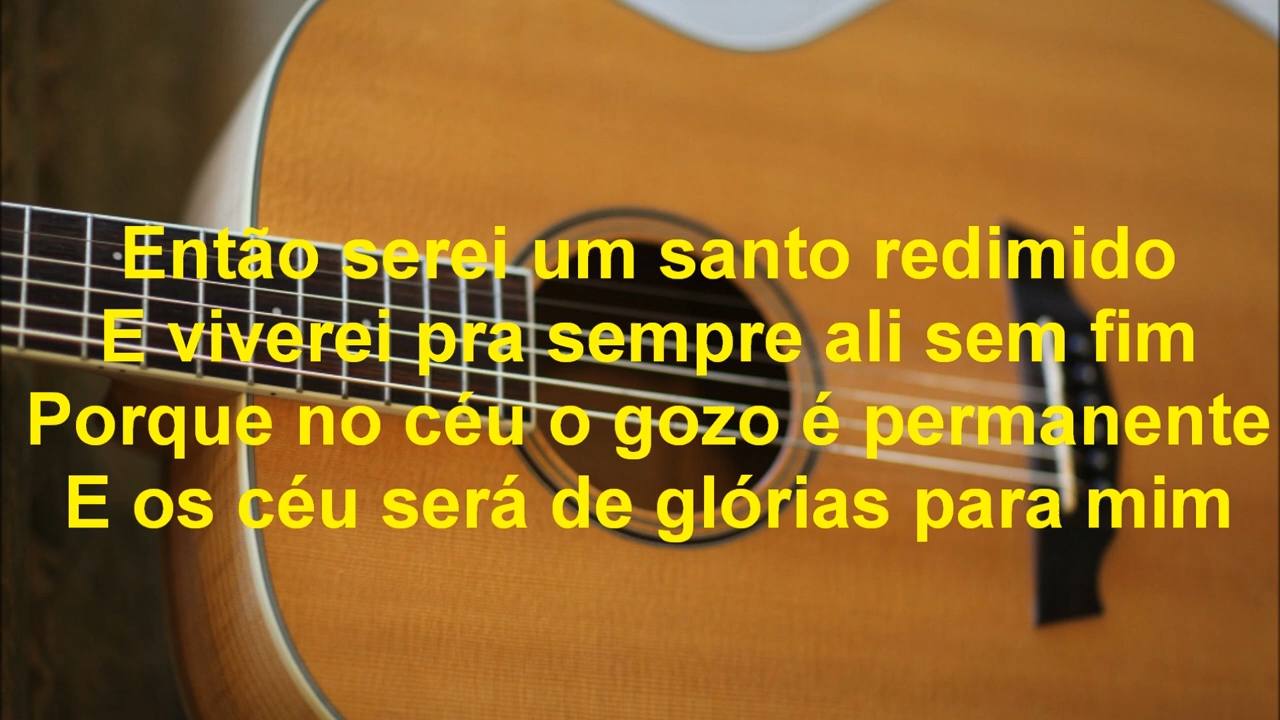 Então serei um santo redimido
E viverei pra sempre ali sem fim
Porque no céu o gozo é permanente
E os céu será de glórias para mim